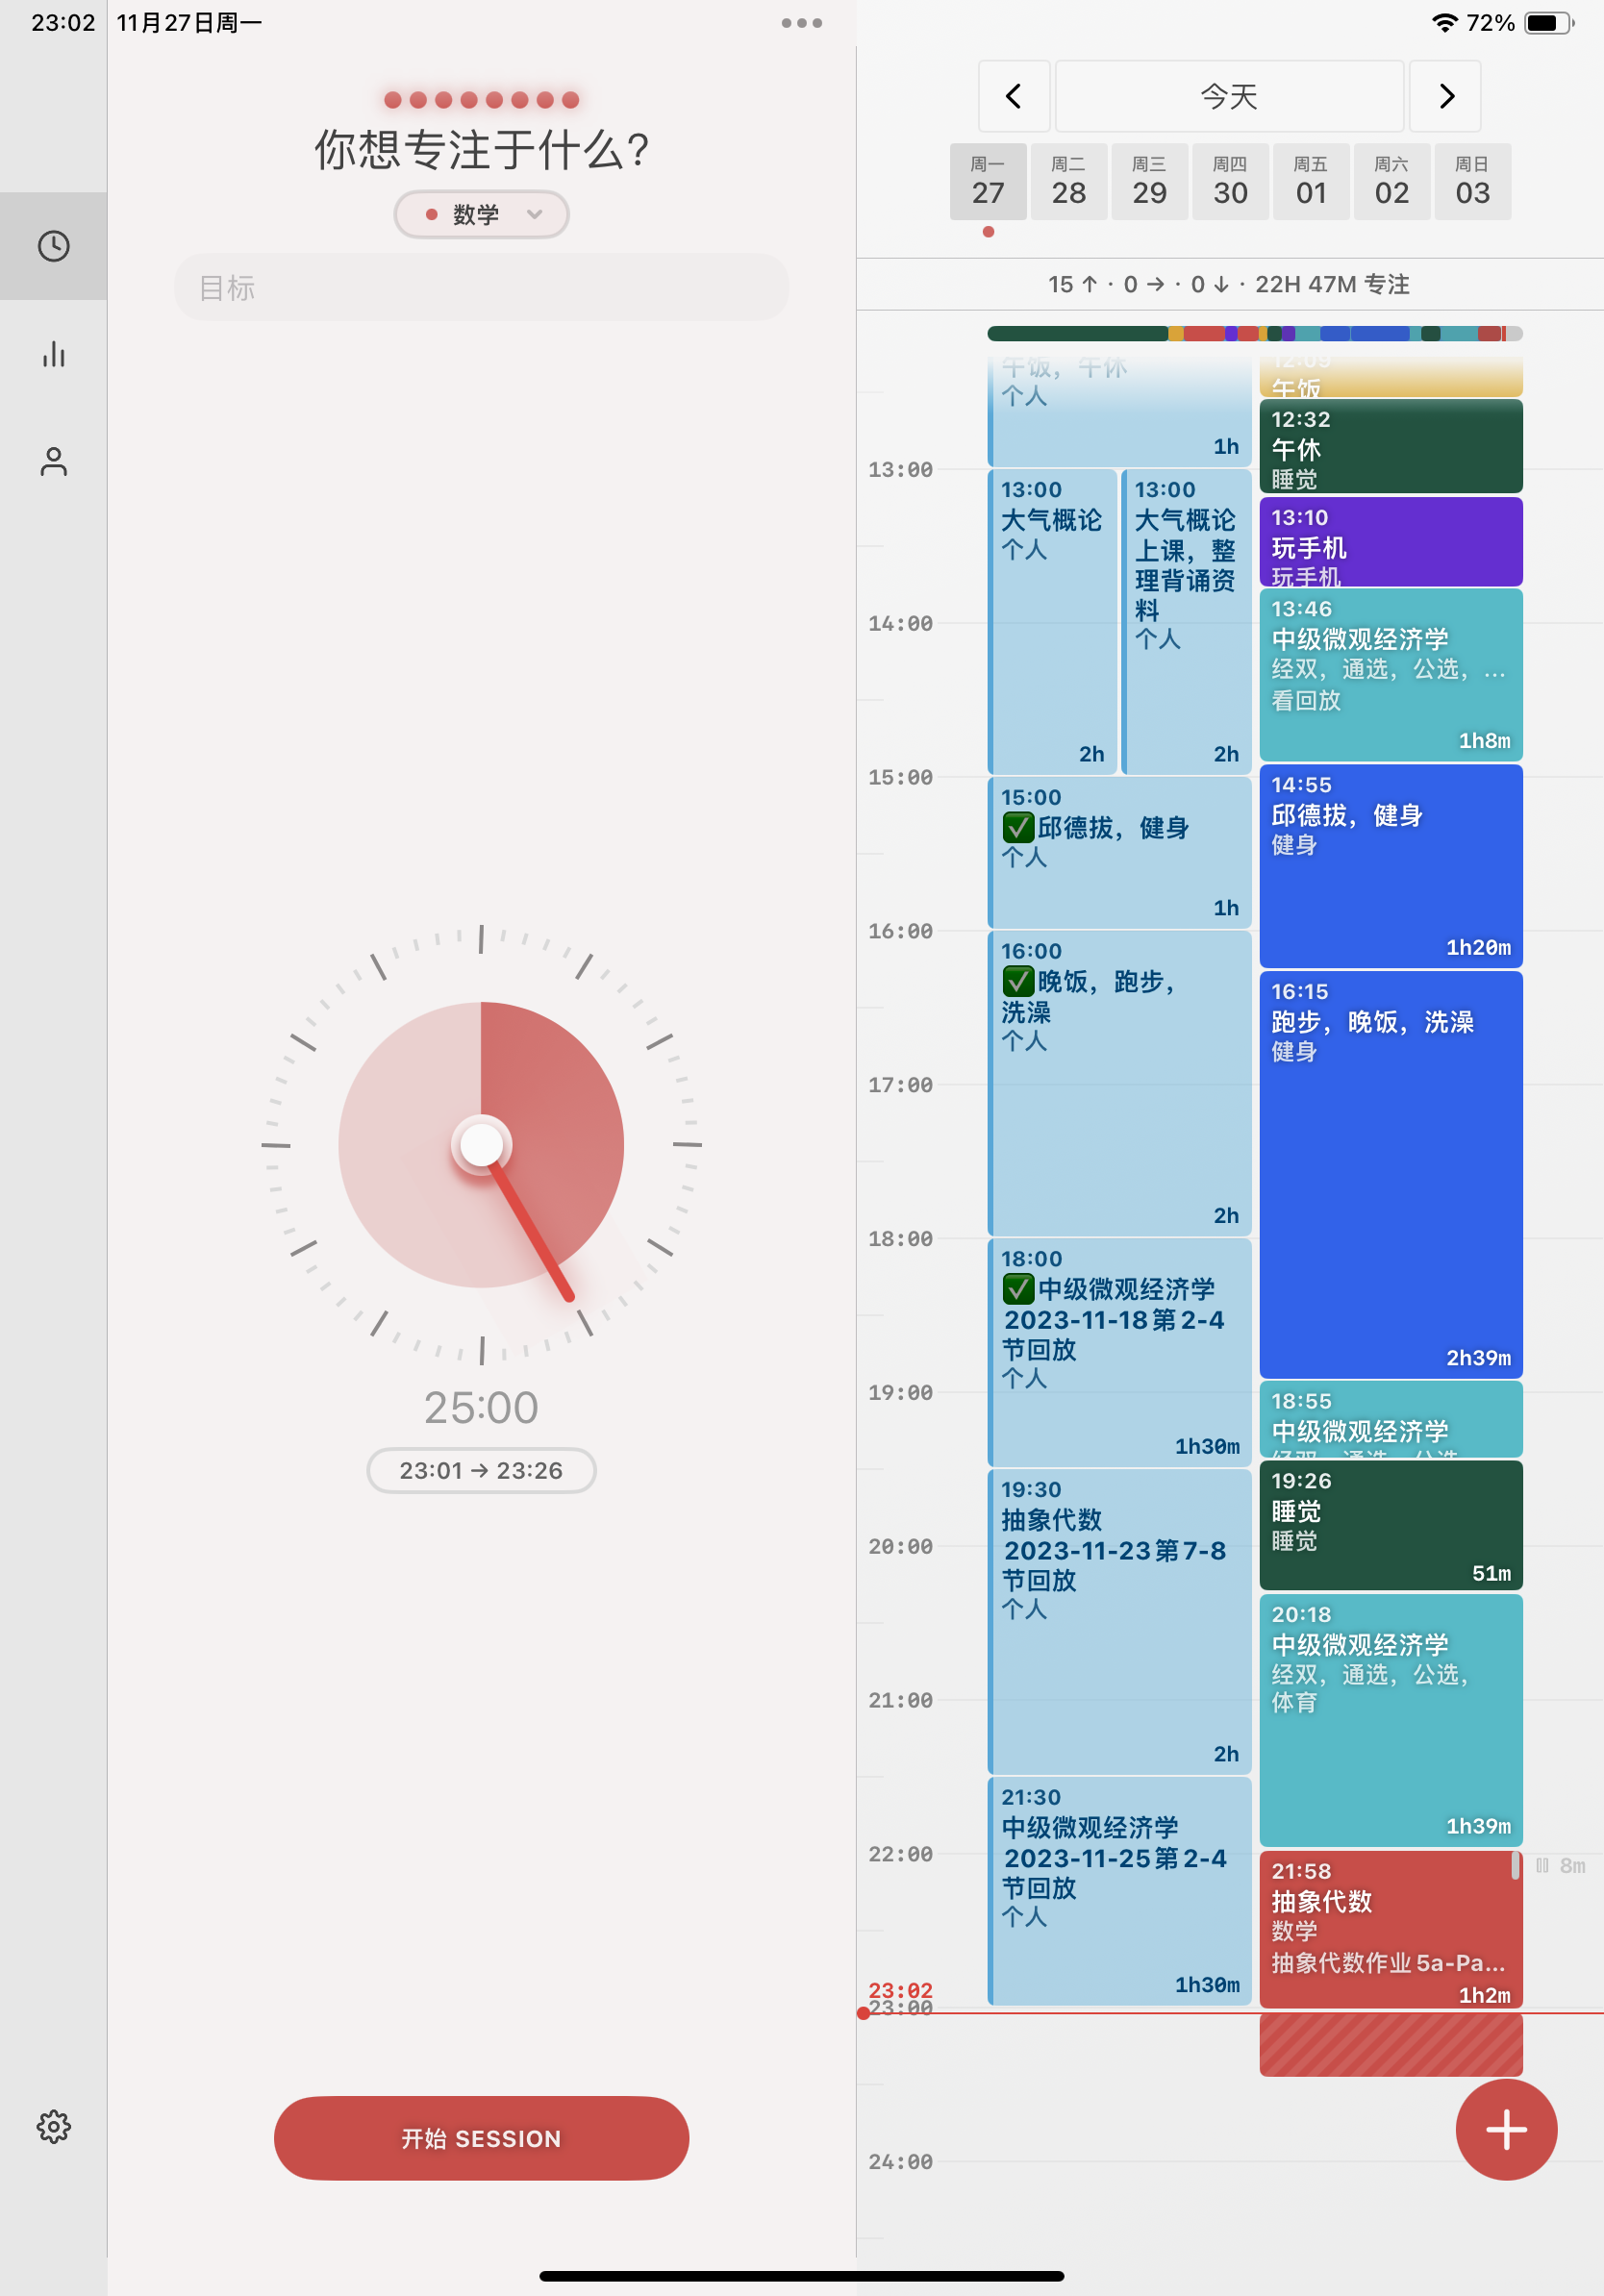 23:02 11月27日周一
72%
你想专注于什么?
数学
目标
25:00
23:01 → 23:26
开始 SESSION
今天
周一 周二 周三 周四 周五 周六 周日
27 28 29 30 01 02 03
15 ↑ · 0 → · 0 ↓ · 22H 47M 专注
13:00
14:00
15:00
16:00
17:00
18:00
19:00
20:00
21:00
22:00
23:02
23:00
24:00
午饭，午休
个人
1h
13:00
大气概论
个人
2h
13:00
大气概论
上课，整
理背诵资
料
个人
2h
15:00
✅邱德拔，健身
个人
1h
16:00
✅晚饭，跑步，
洗澡
个人
2h
18:00
✅中级微观经济学
2023-11-18第2-4
节回放
个人
1h30m
19:30
抽象代数
2023-11-23第7-8
节回放
个人
2h
21:30
中级微观经济学
2023-11-25第2-4
节回放
个人
1h30m
12:09
午饭
12:32
午休
睡觉
13:10
玩手机
玩手机
13:46
中级微观经济学
经双，通选，公选，...
看回放
1h8m
14:55
邱德拔，健身
健身
1h20m
16:15
跑步，晚饭，洗澡
健身
2h39m
18:55
中级微观经济学
经双，通选，公选
19:26
睡觉
睡觉
51m
20:18
中级微观经济学
经双，通选，公选，
体育
1h39m
21:58
抽象代数
数学
抽象代数作业 5a-Pa...
1h2m
8m